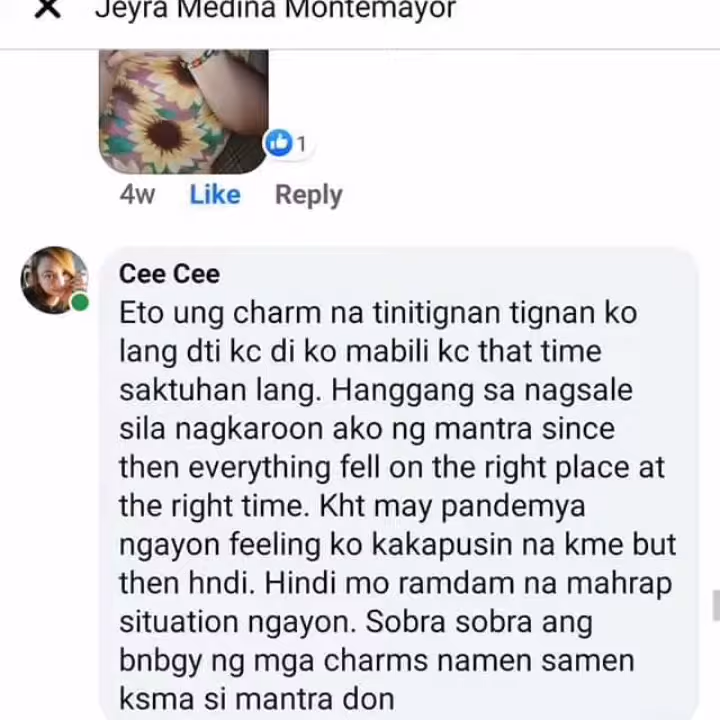 Jeyra Medina Montemayor
1
4w Like Reply
Cee Cee
Eto ung charm na tinitignan tignan ko
lang dti kc di ko mabili kc that time
saktuhan lang. Hanggang sa nagsale
sila nagkaroon ako ng mantra since
then everything fell on the right place at
the right time. Kht may pandemya
ngayon feeling ko kakapusin na kme but
then hndi. Hindi mo ramdam na mahrap
situation ngayon. Sobra sobra ang
bnbgy ng mga charms namen samen
ksma si mantra don